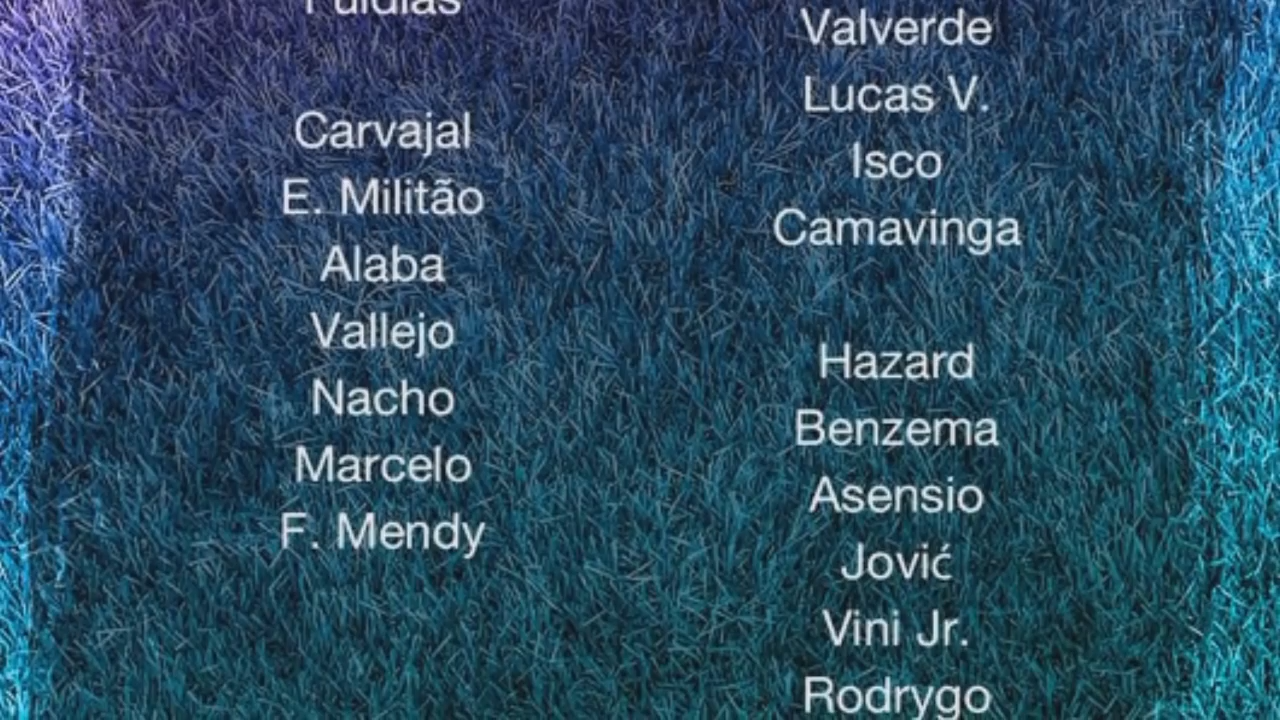 Carvajal
E. Militão
Alaba
Vallejo
Nacho
Marcelo
F. Mendy
Valverde
Lucas V.
Isco
Camavinga
Hazard
Benzema
Asensio
Jović
Vini Jr.
Rodrygo